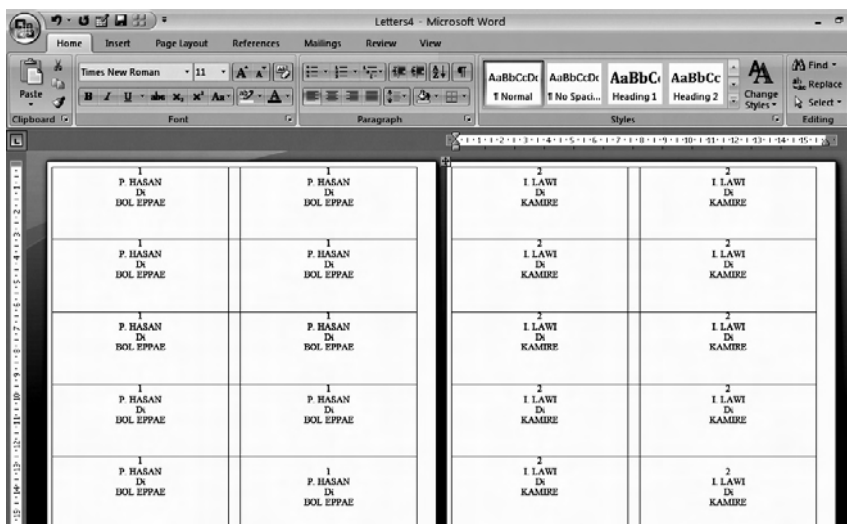 Letters4 - Microsoft Word
Home Insert Page Layout References Mailings Review View
Paste
Times New Roman 11
B I U abc X₂ X² Aa
AaBbCcDc AaBbCcDc AaBbC AaBbCc
¶ Normal ¶ No Spaci... Heading 1 Heading 2
Change Styles
Find
Replace
Select
Clipboard Font Paragraph Styles Editing
1 1 2 2
P. HASAN P. HASAN I. LAWI I. LAWI
Di Di Di Di
BOL EPPAE BOL EPPAE KAMIRE KAMIRE
1 1 2 2
P. HASAN P. HASAN I. LAWI I. LAWI
Di Di Di Di
BOL EPPAE BOL EPPAE KAMIRE KAMIRE
1 1 2 2
P. HASAN P. HASAN I. LAWI I. LAWI
Di Di Di Di
BOL EPPAE BOL EPPAE KAMIRE KAMIRE
1 1 2 2
P. HASAN P. HASAN I. LAWI I. LAWI
Di Di Di Di
BOL EPPAE BOL EPPAE KAMIRE KAMIRE
1 1 2 2
P. HASAN P. HASAN I. LAWI I. LAWI
Di Di Di Di
BOL EPPAE BOL EPPAE KAMIRE KAMIRE